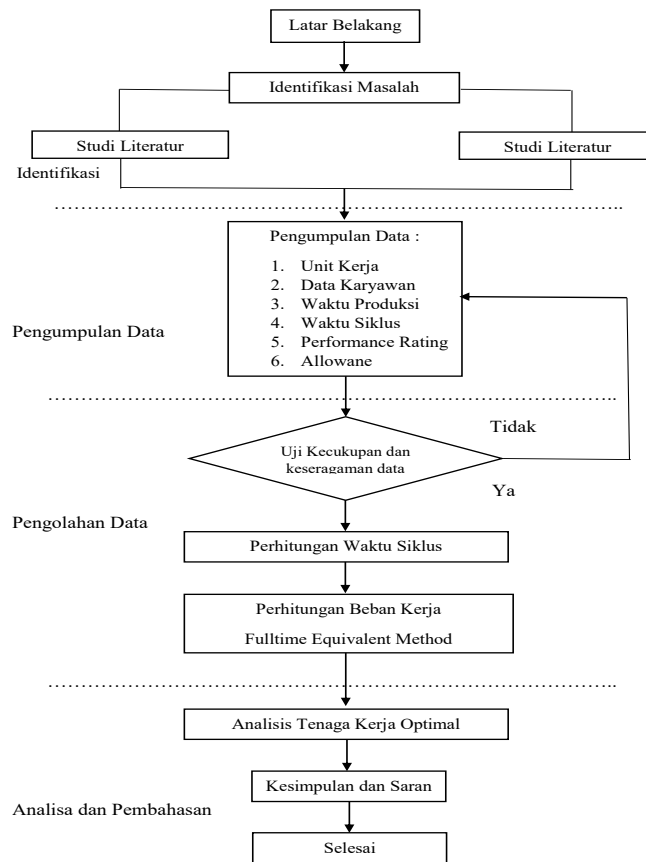 Latar Belakang
Identifikasi Masalah
Studi Literatur
Studi Literatur
Identifikasi
Pengumpulan Data :
1. Unit Kerja
2. Data Karyawan
3. Waktu Produksi
4. Waktu Siklus
5. Performance Rating
6. Allowane
Pengumpulan Data
Tidak
Uji Kecukupan dan
keseragaman data
Ya
Pengolahan Data
Perhitungan Waktu Siklus
Perhitungan Beban Kerja
Fulltime Equivalent Method
Analisis Tenaga Kerja Optimal
Kesimpulan dan Saran
Analisa dan Pembahasan
Selesai